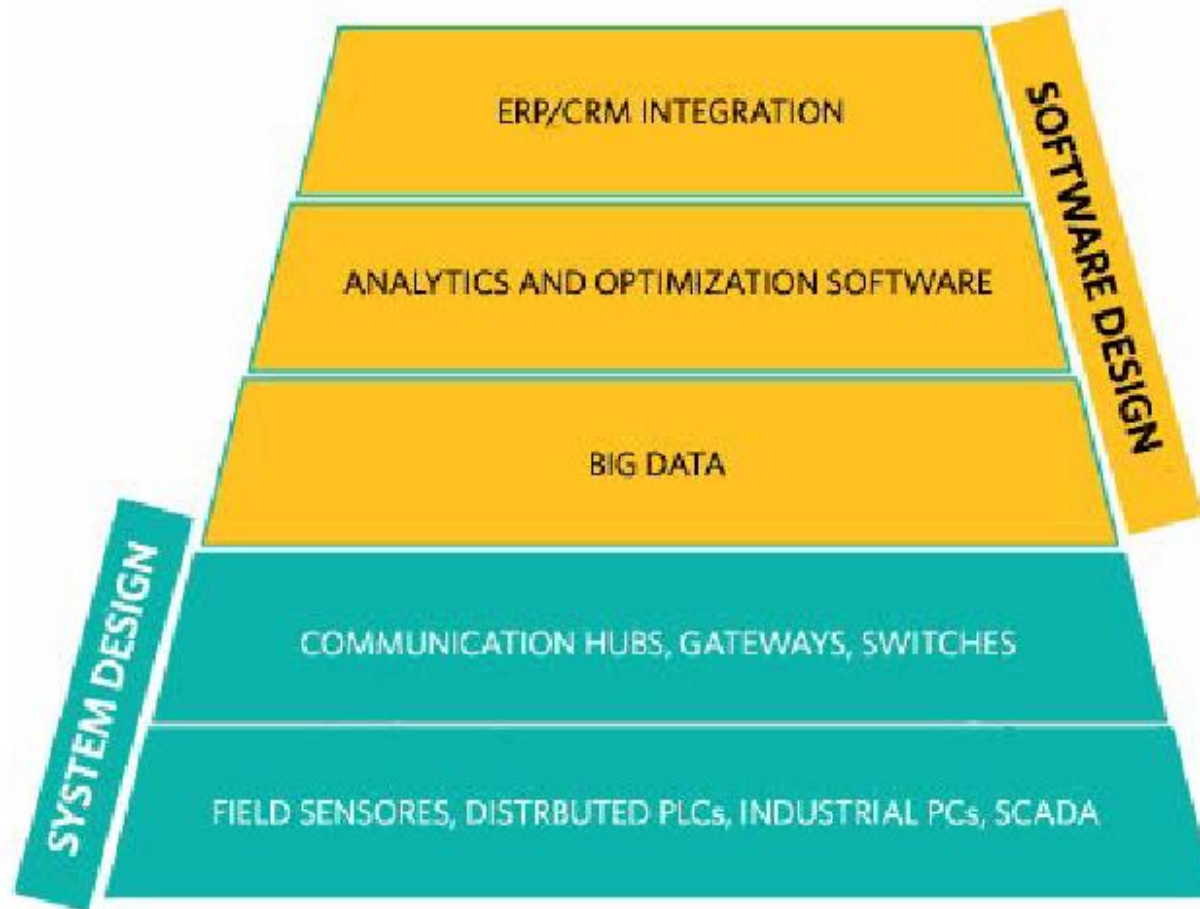 ERP/CRM INTEGRATION
SOFTWARE DESIGN
ANALYTICS AND OPTIMIZATION SOFTWARE
BIG DATA
SYSTEM DESIGN
COMMUNICATION HUBS, GATEWAYS, SWITCHES
FIELD SENSORES, DISTRBUTED PLCs, INDUSTRIAL PCs, SCADA